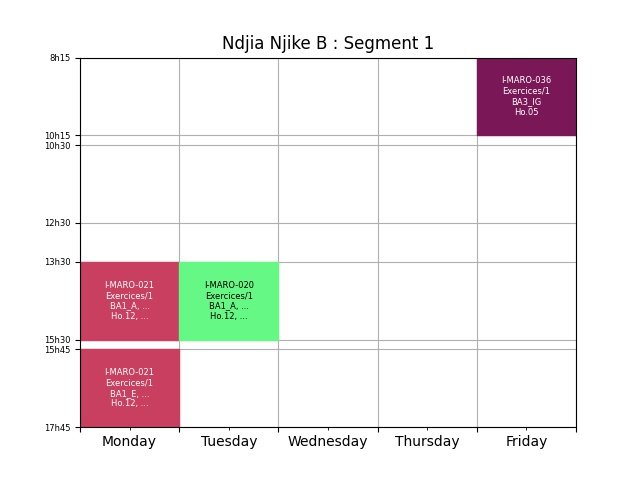 Ndjia Njike B : Segment 1
8h15
I-MARO-036
Exercices/1
BA3_IG
Ho.05
10h15
10h30
12h30
13h30
I-MARO-021
Exercices/1
BA1_A, ...
Ho.12, ...
I-MARO-020
Exercices/1
BA1_A, ...
Ho.12, ...
15h30
15h45
I-MARO-021
Exercices/1
BA1_E, ...
Ho.12, ...
17h45
Monday Tuesday Wednesday Thursday Friday